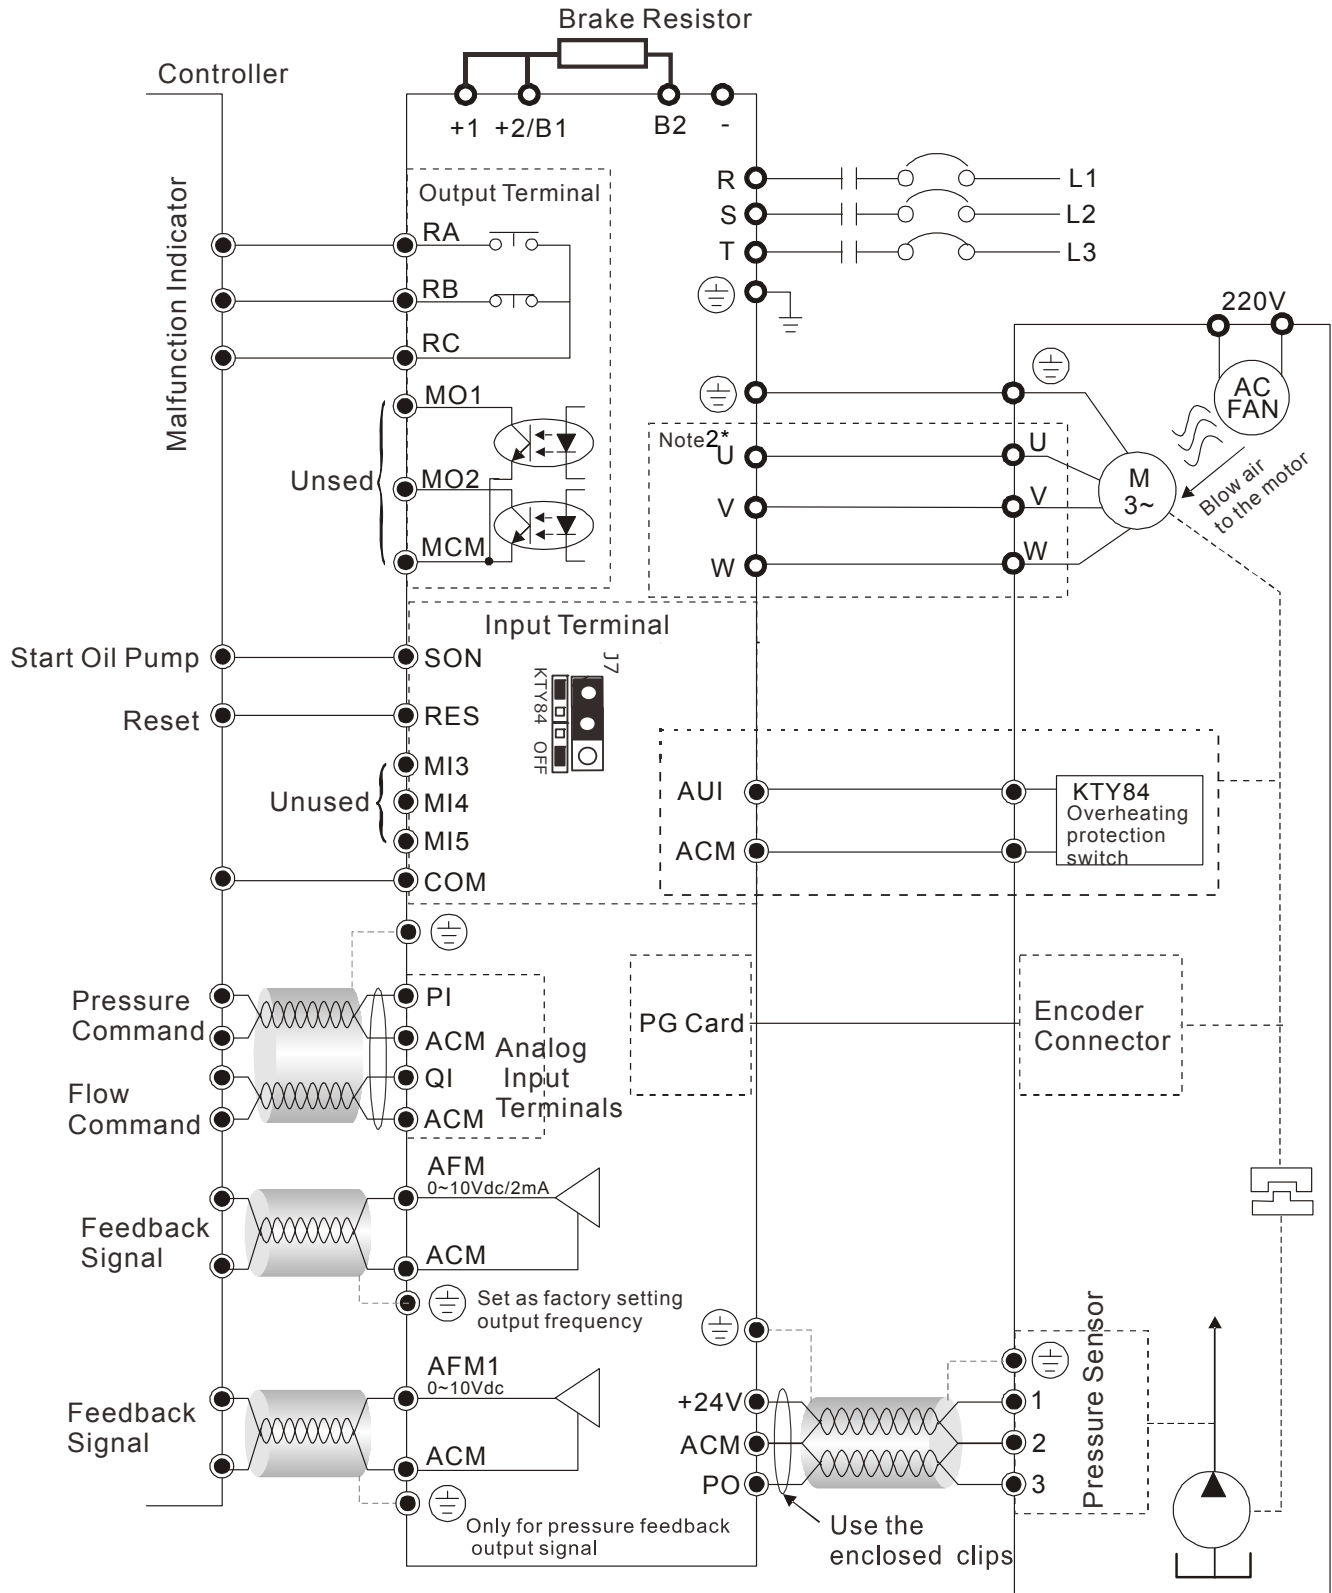 Brake Resistor
Controller
+1 +2/B1 B2 -
Malfunction Indicator
Output Terminal
RA
RB
RC
MO1
Unsed
MO2
MCM
R
S
T
L1
L2
L3
220V
AC
FAN
Note2*
U
V
W
U
V
W
M
3~
Blow air
to the motor
Input Terminal
Start Oil Pump
SON
Reset
RES
MI3
Unused
MI4
MI5
COM
J7
KTY84 OFF
AUI
ACM
KTY84
Overheating
protection
switch
Pressure
Command
Flow
Command
PI
ACM
QI
ACM
Analog
Input
Terminals
PG Card
Encoder
Connector
Feedback
Signal
AFM
0~10Vdc/2mA
ACM
Set as factory setting
output frequency
Feedback
Signal
AFM1
0~10Vdc
ACM
Only for pressure feedback
output signal
+24V
ACM
PO
1
2
3
Pressure Sensor
Use the
enclosed clips